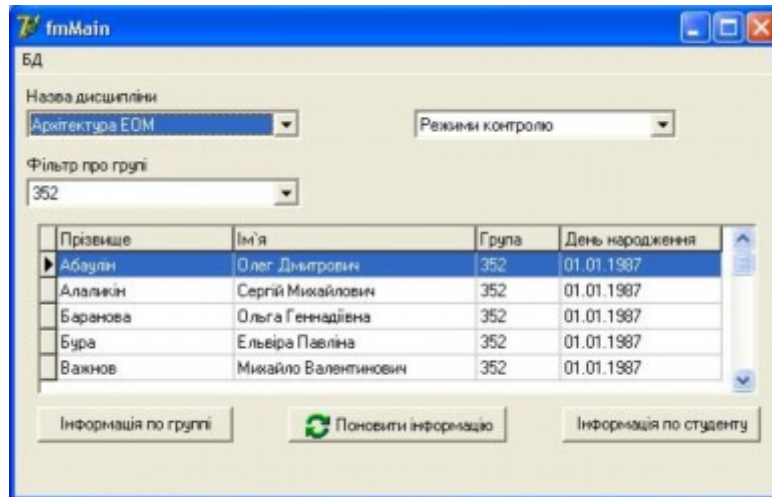 fmMain
БД
Назва дисципліни
Архітектура ЕОМ Режими контролю
Фільтр про групі
352
Прізвище Ім`я Група День народження
Абаулін Олег Дмитрович 352 01.01.1987
Алаликін Сергій Михайлович 352 01.01.1987
Баранова Ольга Геннадіївна 352 01.01.1987
Бура Ельвіра Павліна 352 01.01.1987
Важнов Михайло Валентинович 352 01.01.1987
Інформація по группі Поновити інформацію Інформація по студенту